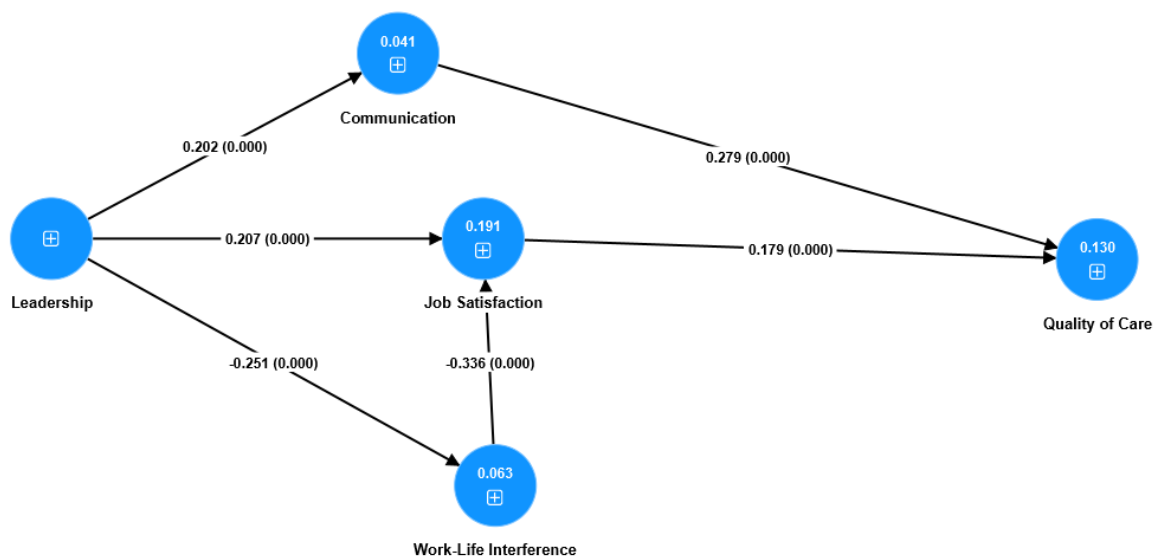 0.041
Communication
0.202 (0.000)
0.279 (0.000)
Leadership
0.207 (0.000)
0.191
Job Satisfaction
0.179 (0.000)
0.130
Quality of Care
-0.251 (0.000)
-0.336 (0.000)
0.063
Work-Life Interference